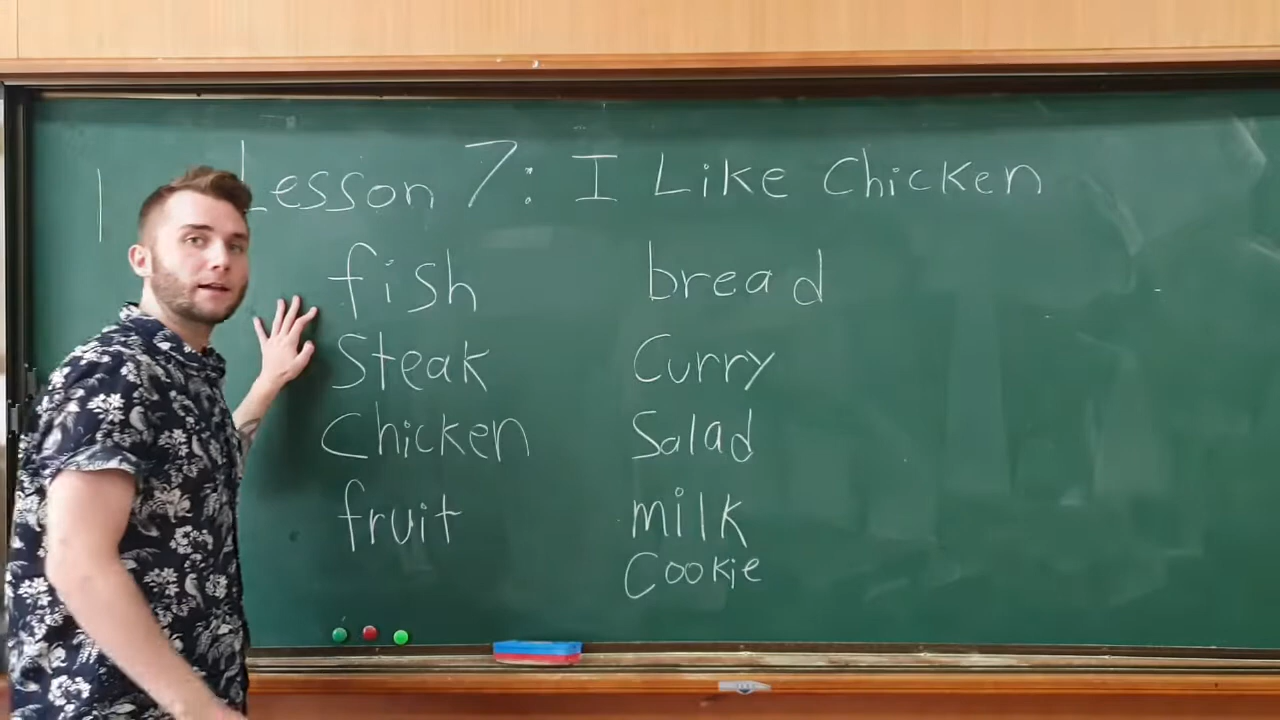 Lesson 7: I Like Chicken
fish
Steak
Chicken
fruit
bread
Curry
Salad
milk
Cookie